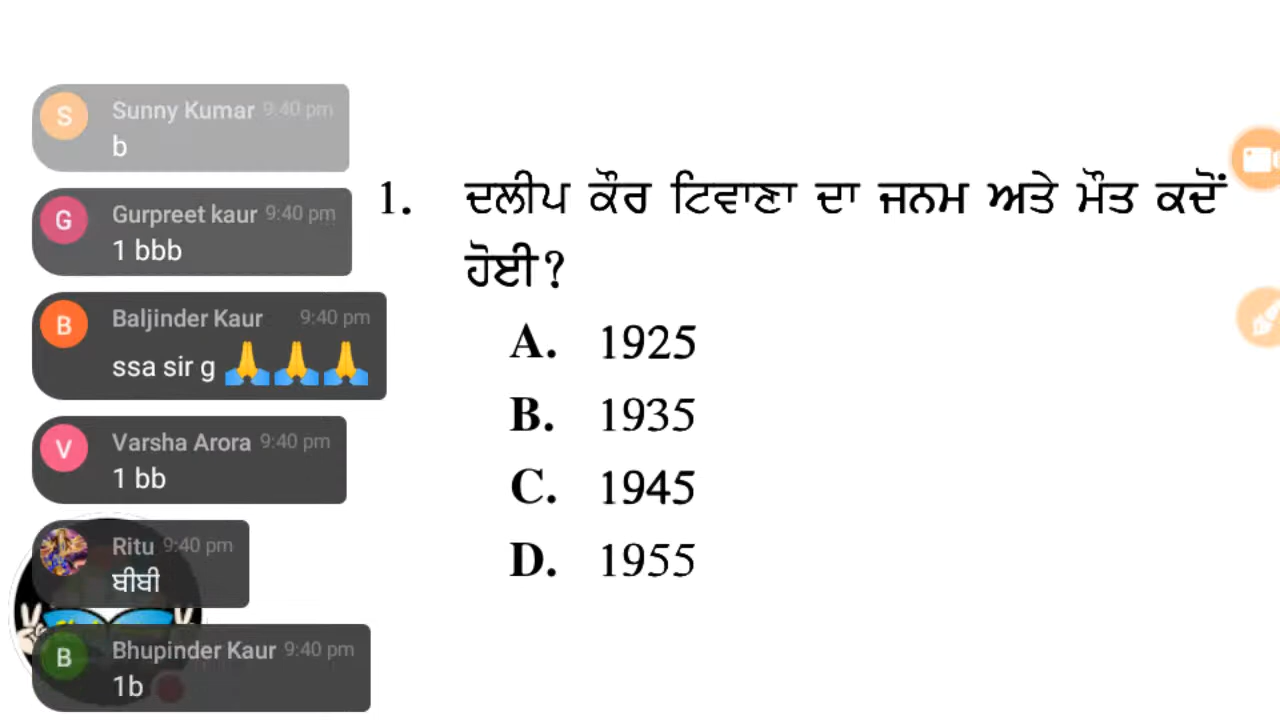 S
Sunny Kumar 9:40 pm
b
G
Gurpreet kaur 9:40 pm
1 bbb
B
Baljinder Kaur 9:40 pm
ssa sir g 🙏🙏🙏
V
Varsha Arora 9:40 pm
1 bb
Ritu 9:40 pm
ਬੀਬੀ
B
Bhupinder Kaur 9:40 pm
1b
1. ਦਲੀਪ ਕੌਰ ਟਿਵਾਣਾ ਦਾ ਜਨਮ ਅਤੇ ਮੌਤ ਕਦੋਂ
ਹੋਈ?
A. 1925
B. 1935
C. 1945
D. 1955